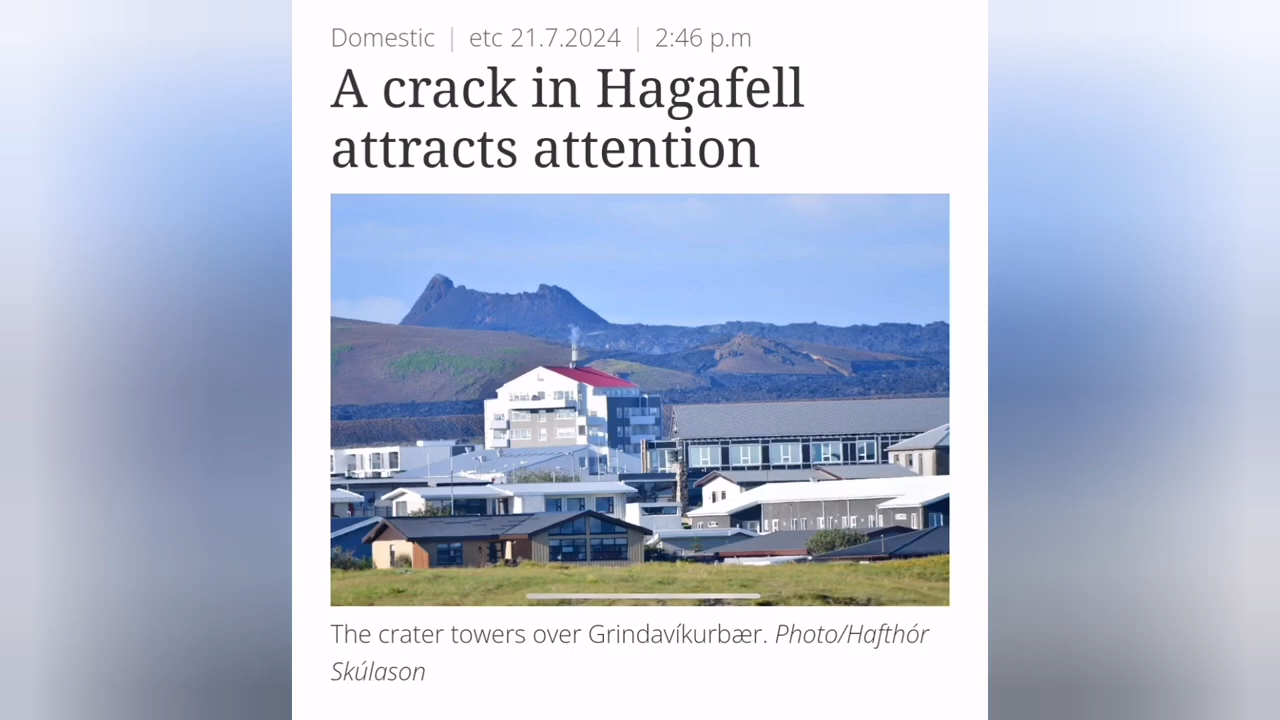 Domestic | etc 21.7.2024 | 2:46 p.m
A crack in Hagafell
attracts attention
The crater towers over Grindavíkurbær. Photo/Hafthór
Skúlason